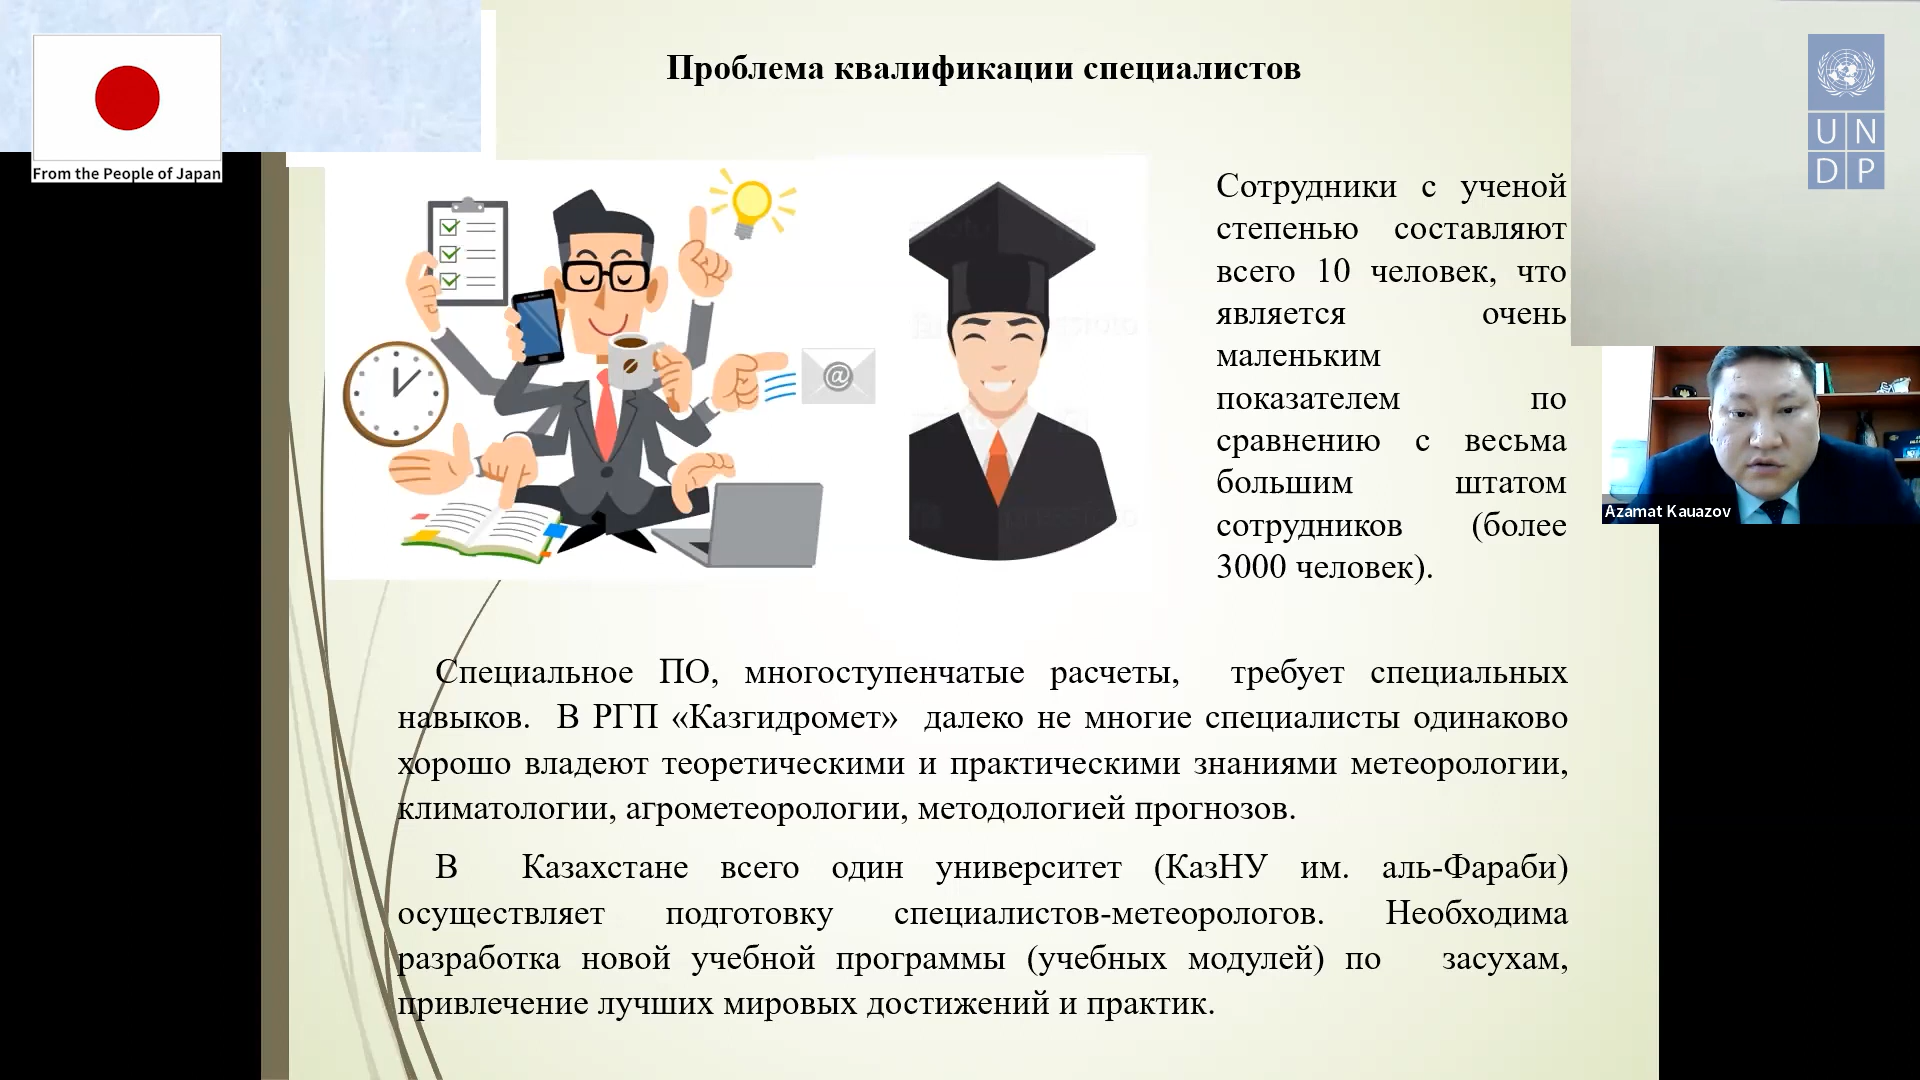 Проблема квалификации специалистов
From the People of Japan
U N
D P
Сотрудники с ученой
степенью составляют
всего 10 человек, что
является очень
маленьким
показателем по
сравнению с весьма
большим штатом
сотрудников (более
3000 человек).
@
Azamat Kauazov
Специальное ПО, многоступенчатые расчеты, требует специальных
навыков. В РГП «Казгидромет» далеко не многие специалисты одинаково
хорошо владеют теоретическими и практическими знаниями метеорологии,
климатологии, агрометеорологии, методологией прогнозов.
В Казахстане всего один университет (КазНУ им. аль-Фараби)
осуществляет подготовку специалистов-метеорологов. Необходима
разработка новой учебной программы (учебных модулей) по засухам,
привлечение лучших мировых достижений и практик.